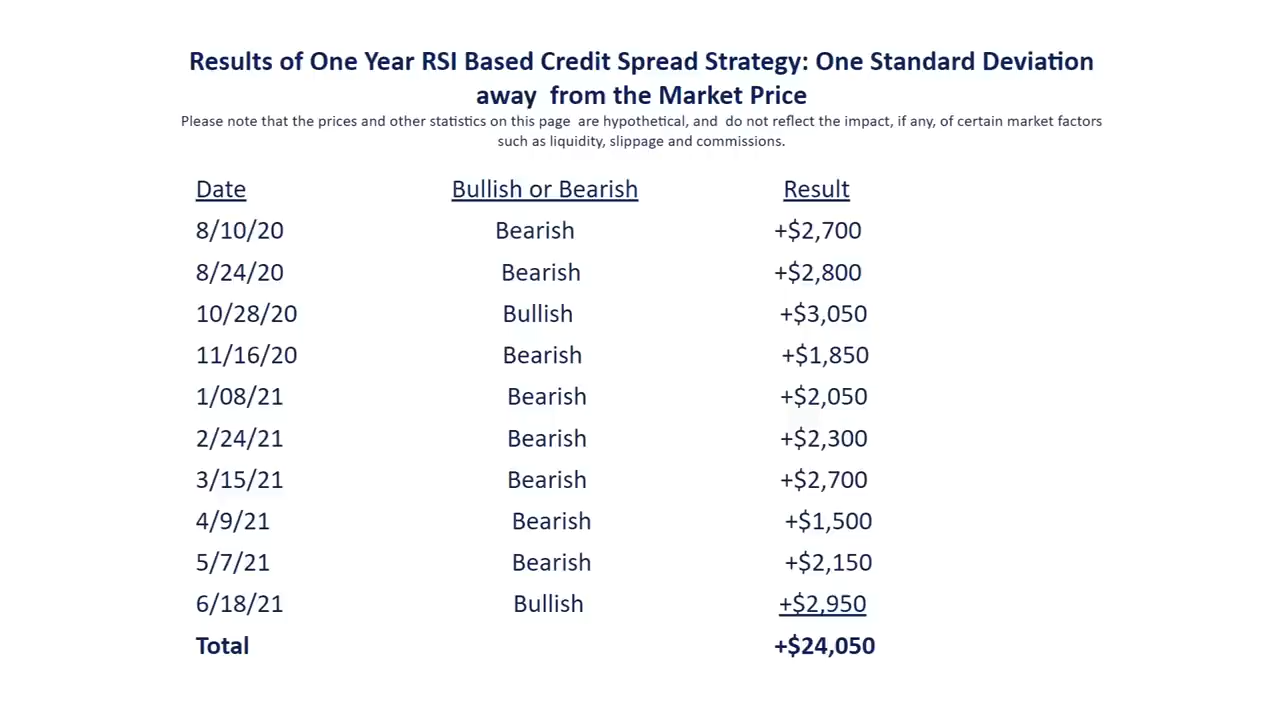 Results of One Year RSI Based Credit Spread Strategy: One Standard Deviation
away from the Market Price
Please note that the prices and other statistics on this page are hypothetical, and do not reflect the impact, if any, of certain market factors
such as liquidity, slippage and commissions.
Date Bullish or Bearish Result
8/10/20 Bearish +$2,700
8/24/20 Bearish +$2,800
10/28/20 Bullish +$3,050
11/16/20 Bearish +$1,850
1/08/21 Bearish +$2,050
2/24/21 Bearish +$2,300
3/15/21 Bearish +$2,700
4/9/21 Bearish +$1,500
5/7/21 Bearish +$2,150
6/18/21 Bullish +$2,950
Total +$24,050